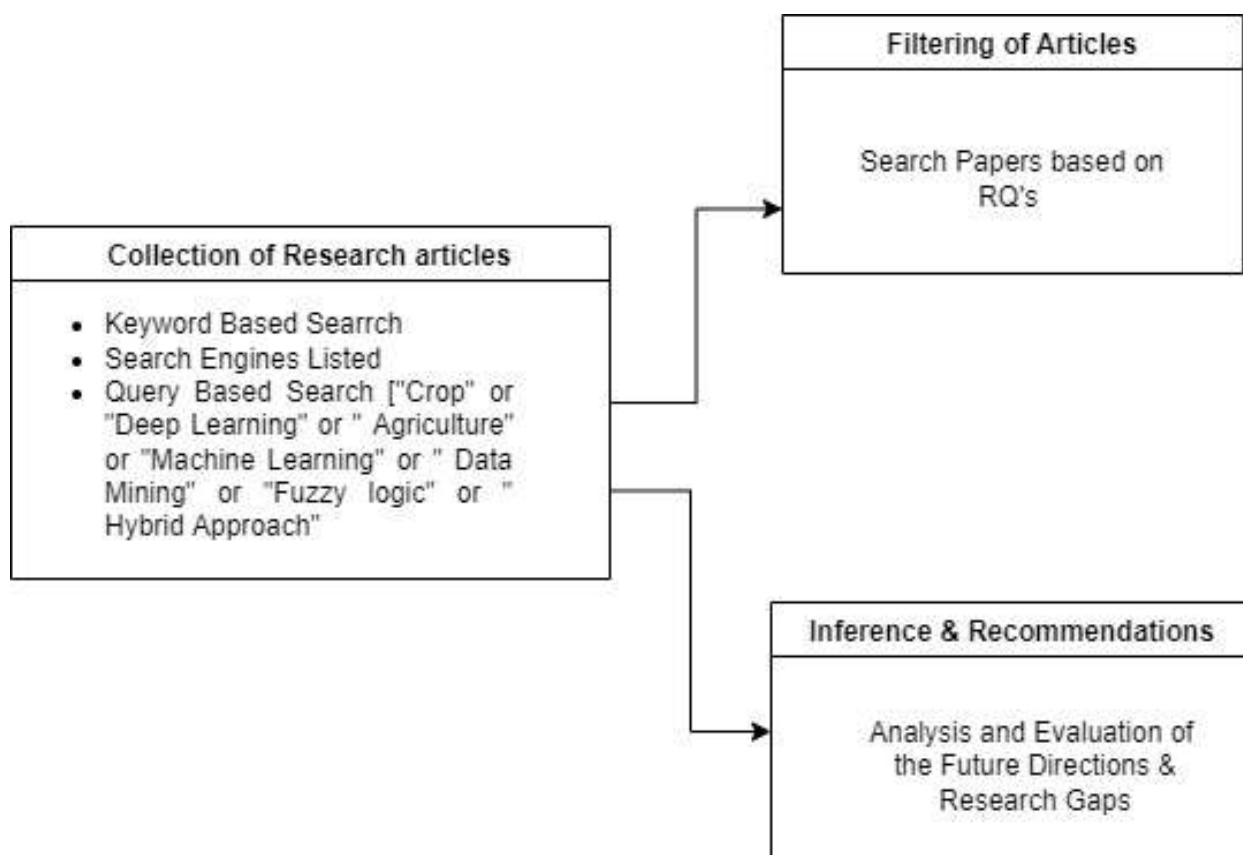 Filtering of Articles
Search Papers based on
RQ's
Collection of Research articles
• Keyword Based Searrch
• Search Engines Listed
• Query Based Search ["Crop" or
"Deep Learning" or " Agriculture"
or "Machine Learning" or " Data
Mining" or "Fuzzy logic" or "
Hybrid Approach"
Inference & Recommendations
Analysis and Evaluation of
the Future Directions &
Research Gaps